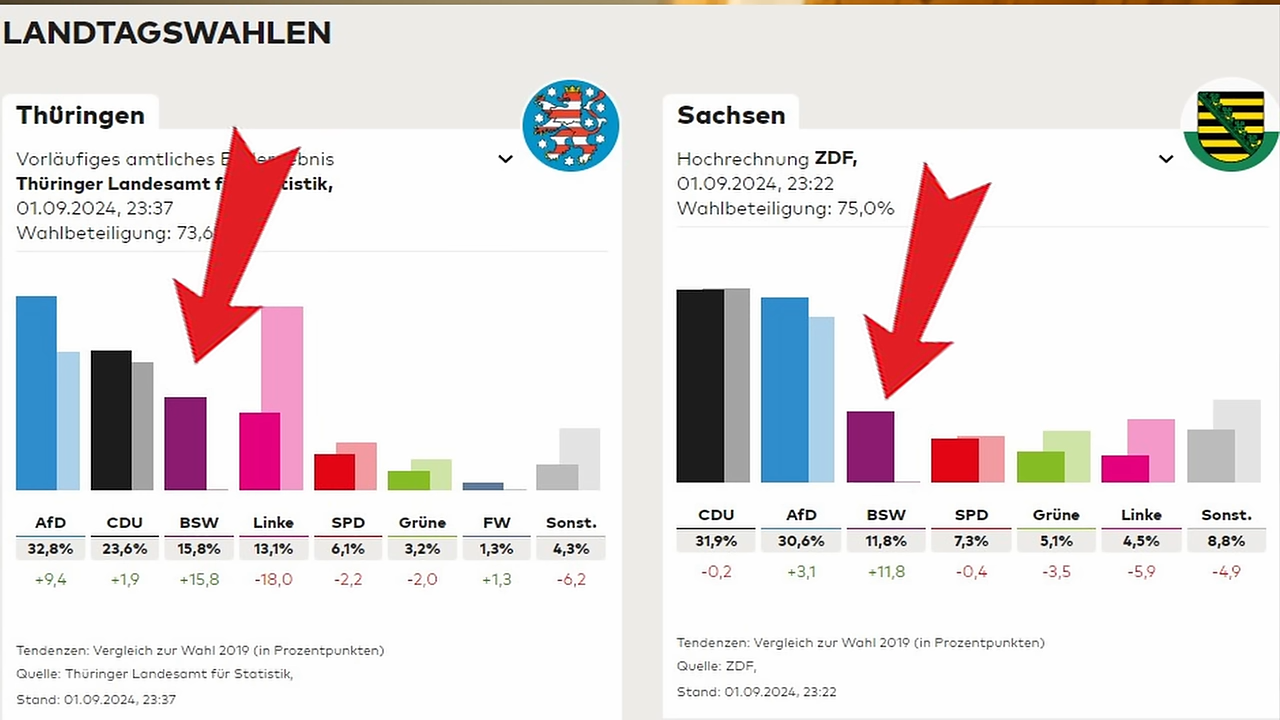 LANDTAGSWAHLEN
Thüringen
Vorläufiges amtliches
Thüringer Landesamt
01.09.2024, 23:37
Wahlbeteiligung: 73,6
AfD CDU BSW Linke SPD Grüne FW Sonst.
32,8% 23,6% 15,8% 13,1% 6,1% 3,2% 1,3% 4,3%
+9,4 +1,9 +15,8 -18,0 -2,2 -2,0 +1,3 -6,2
Tendenzen: Vergleich zur Wahl 2019 (in Prozentpunkten)
Quelle: Thüringer Landesamt für Statistik,
Stand: 01.09.2024, 23:37
Sachsen
Hochrechnung ZDF,
01.09.2024, 23:22
Wahlbeteiligung: 75,0%
CDU AfD BSW SPD Grüne Linke Sonst.
31,9% 30,6% 11,8% 7,3% 5,1% 4,5% 8,8%
-0,2 +3,1 +11,8 -0,4 -3,5 -5,9 -4,9
Tendenzen: Vergleich zur Wahl 2019 (in Prozentpunkten)
Quelle: ZDF,
Stand: 01.09.2024, 23:22